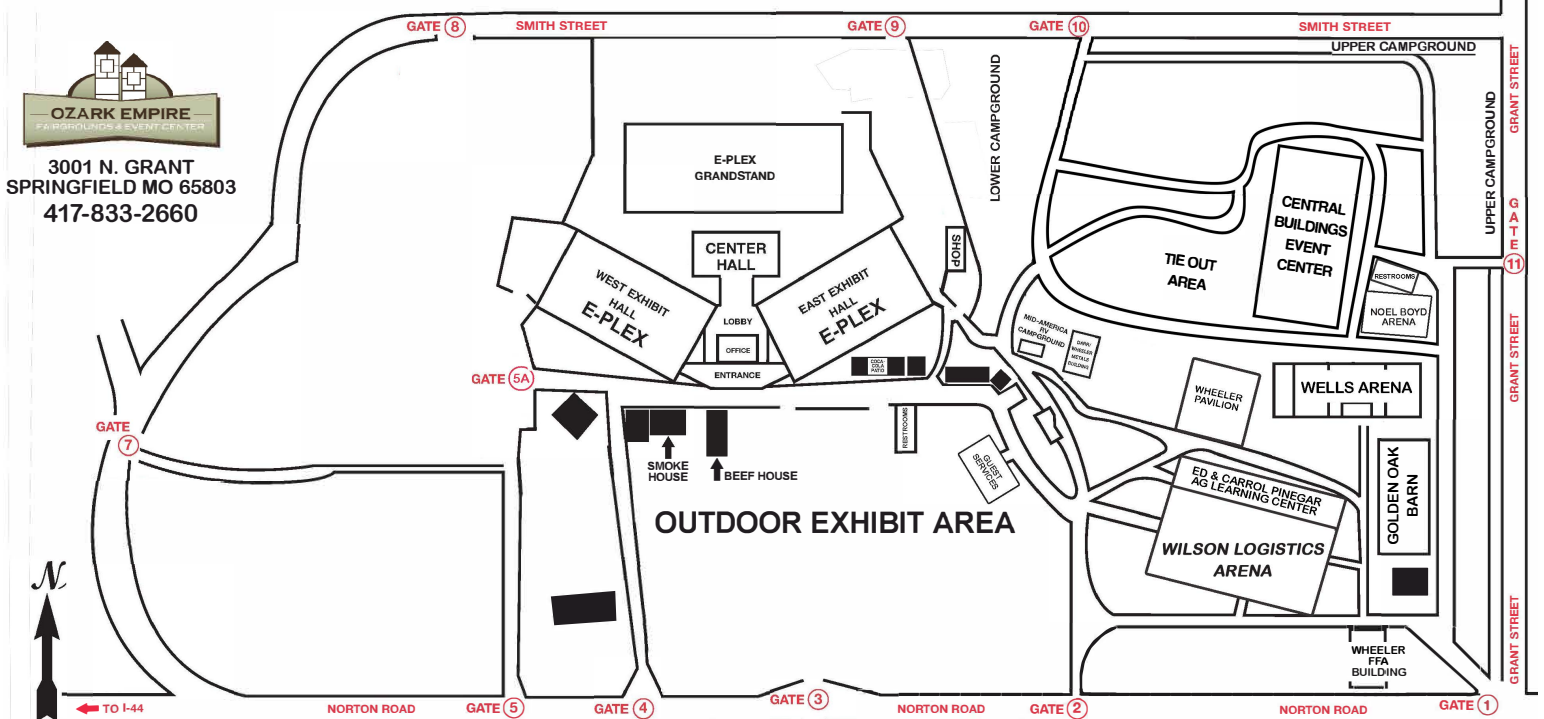 GATE 8
SMITH STREET
GATE 9
GATE 10
SMITH STREET
UPPER CAMPGROUND
GRANT STREET
OZARK EMPIRE
FAIRGROUNDS & EVENT CENTER
3001 N. GRANT
SPRINGFIELD MO 65803
417-833-2660
LOWER CAMPGROUND
UPPER CAMPGROUND
E-PLEX
GRANDSTAND
GATE
11
CENTRAL
BUILDINGS
EVENT
CENTER
CENTER
HALL
SHOP
TIE OUT
AREA
WEST EXHIBIT
HALL
E-PLEX
EAST EXHIBIT
HALL
E-PLEX
RESTROOMS
NOEL BOYD
ARENA
LOBBY
OFFICE
ENTRANCE
MID-AMERICA
RV
CAMPGROUND
WHEELER
METALS
BUILDING
COCA-
COLA
PATIO
GRANT STREET
GATE 5A
WHEELER
PAVILION
WELLS ARENA
GATE
7
RESTROOMS
SMOKE
HOUSE
BEEF HOUSE
GUEST
SERVICES
ED & CARROL PINEGAR
AG LEARNING CENTER
GOLDEN OAK
BARN
OUTDOOR EXHIBIT AREA
WILSON LOGISTICS
ARENA
N
GRANT STREET
WHEELER
FFA
BUILDING
TO I-44
NORTON ROAD
GATE 5
GATE 4
GATE 3
NORTON ROAD
GATE 2
NORTON ROAD
GATE 1